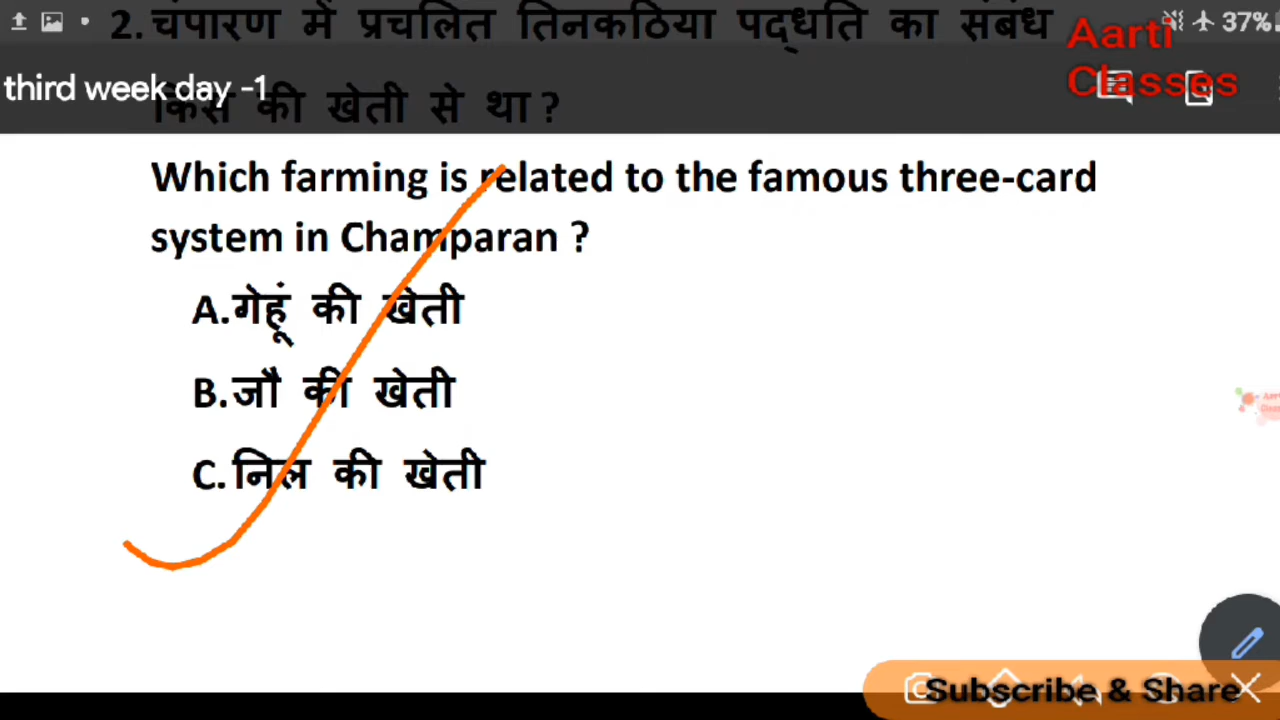 37%
2. चंपारण में प्रचलित तिनकठिया पद्धति का संबंध
Aarti
Classes
third week day -1
किस की खेती से था ?
Which farming is related to the famous three-card
system in Champaran ?
A. गेहूं की खेती
B. जौ की खेती
C. निल की खेती
Subscribe & Share